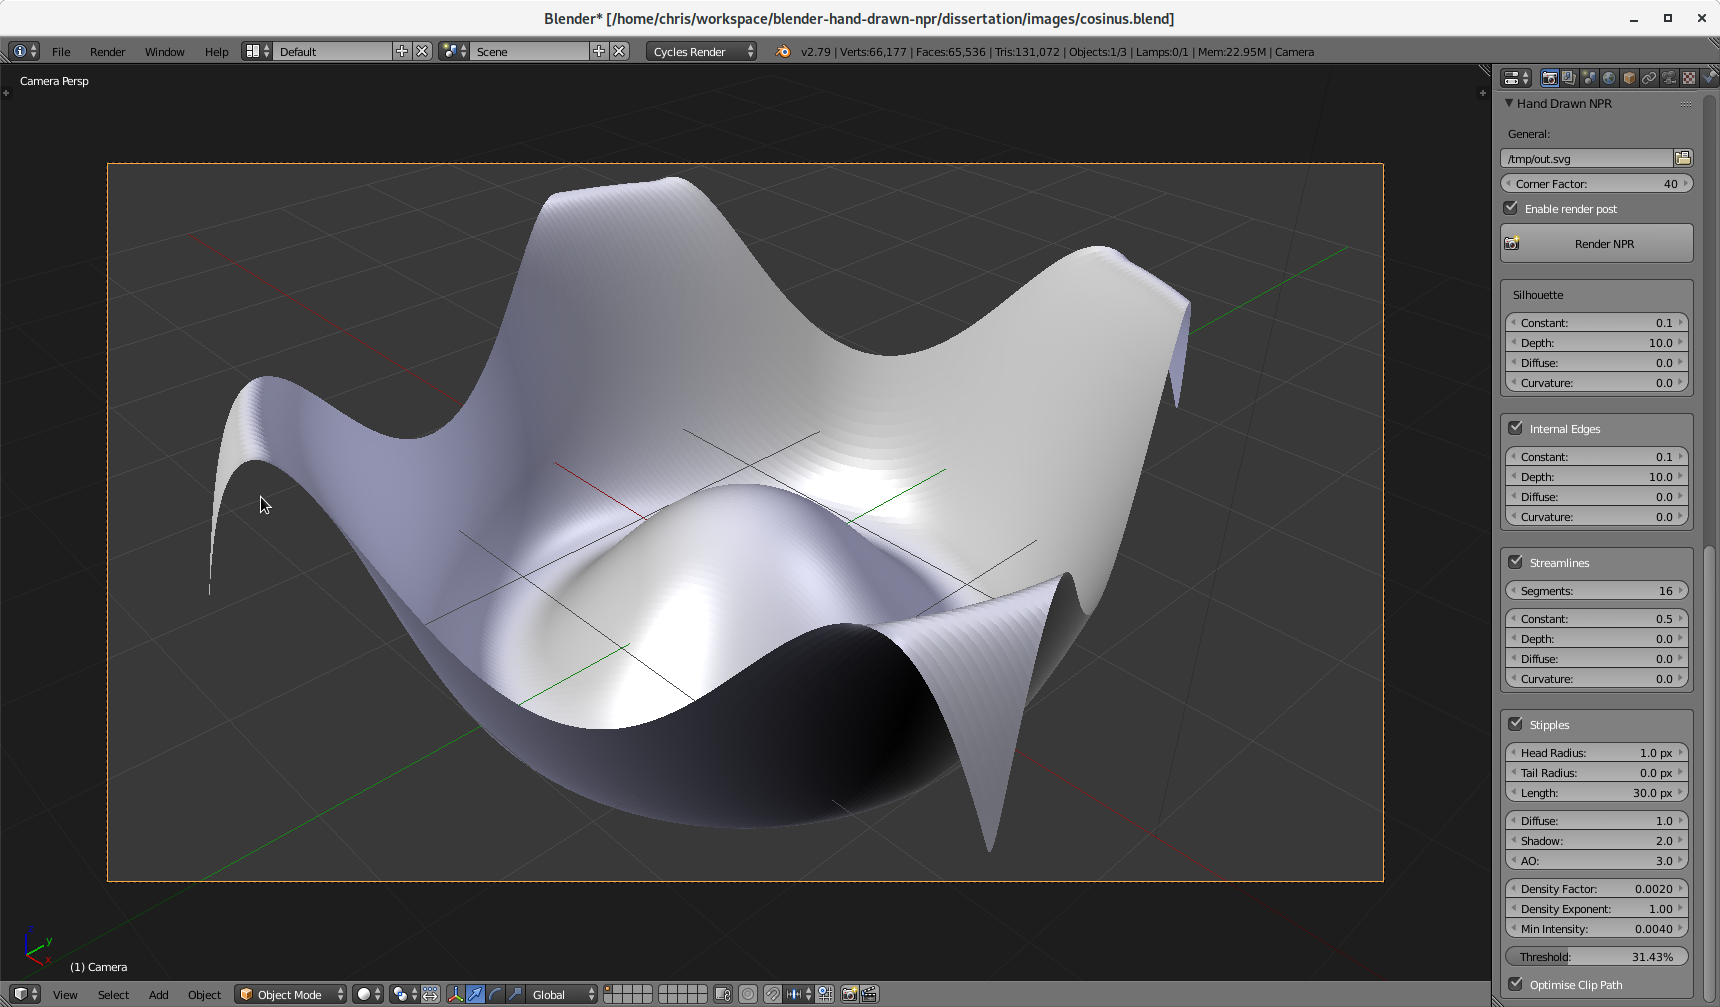 Blender* [/home/chris/workspace/blender-hand-drawn-npr/dissertation/images/cosinus.blend]
File Render Window Help Default Scene Cycles Render v2.79 | Verts:66,177 | Faces:65,536 | Tris:131,072 | Objects:1/3 | Lamps:0/1 | Mem:22.95M | Camera
Camera Persp
Hand Drawn NPR
General:
/tmp/out.svg
Corner Factor: 40
Enable render post
Render NPR
Silhouette
Constant: 0.1
Depth: 10.0
Diffuse: 0.0
Curvature: 0.0
Internal Edges
Constant: 0.1
Depth: 10.0
Diffuse: 0.0
Curvature: 0.0
Streamlines
Segments: 16
Constant: 0.5
Depth: 0.0
Diffuse: 0.0
Curvature: 0.0
Stipples
Head Radius: 1.0 px
Tail Radius: 0.0 px
Length: 30.0 px
Diffuse: 1.0
Shadow: 2.0
AO: 3.0
Density Factor: 0.0020
Density Exponent: 1.00
Min Intensity: 0.0040
Threshold: 31.43%
Optimise Clip Path
z
y
x
(1) Camera
View Select Add Object Object Mode Global